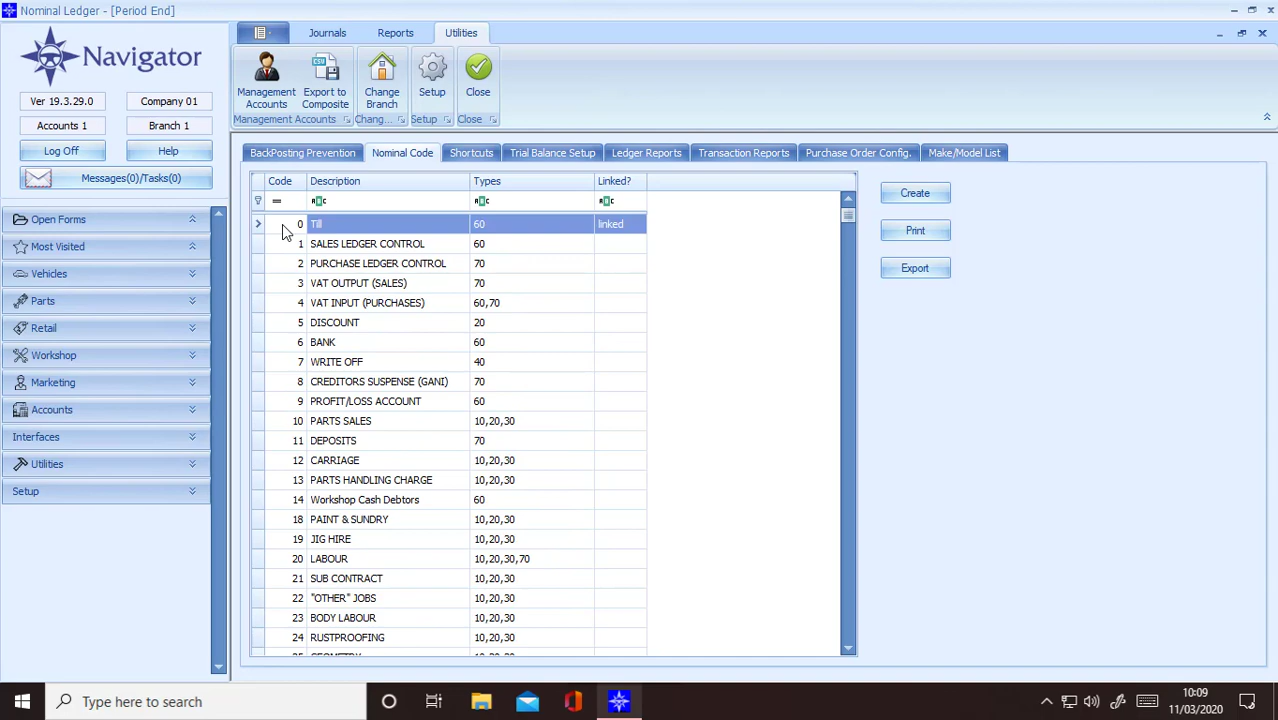 Nominal Ledger - [Period End]
Navigator
Ver 19.3.29.0
Company 01
Accounts 1
Branch 1
Log Off
Help
Messages(0)/Tasks(0)
Open Forms
Most Visited
Vehicles
Parts
Retail
Workshop
Marketing
Accounts
Interfaces
Utilities
Setup
Journals
Reports
Utilities
Management Accounts
CSV
Export to Composite
Change Branch
Setup
Close
Management Accounts
Chang...
Setup
Close
BackPosting Prevention
Nominal Code
Shortcuts
Trial Balance Setup
Ledger Reports
Transaction Reports
Purchase Order Config.
Make/Model List
Code Description Types Linked?
= ABC ABC ABC
0 Till 60 linked
1 SALES LEDGER CONTROL 60
2 PURCHASE LEDGER CONTROL 70
3 VAT OUTPUT (SALES) 70
4 VAT INPUT (PURCHASES) 60,70
5 DISCOUNT 20
6 BANK 60
7 WRITE OFF 40
8 CREDITORS SUSPENSE (GANI) 70
9 PROFIT/LOSS ACCOUNT 60
10 PARTS SALES 10,20,30
11 DEPOSITS 70
12 CARRIAGE 10,20,30
13 PARTS HANDLING CHARGE 10,20,30
14 Workshop Cash Debtors 60
18 PAINT & SUNDRY 10,20,30
19 JIG HIRE 10,20,30
20 LABOUR 10,20,30,70
21 SUB CONTRACT 10,20,30
22 "OTHER" JOBS 10,20,30
23 BODY LABOUR 10,20,30
24 RUSTPROOFING 10,20,30
25 GEOMETRY 10,20,30
Create
Print
Export
Type here to search
10:09
11/03/2020